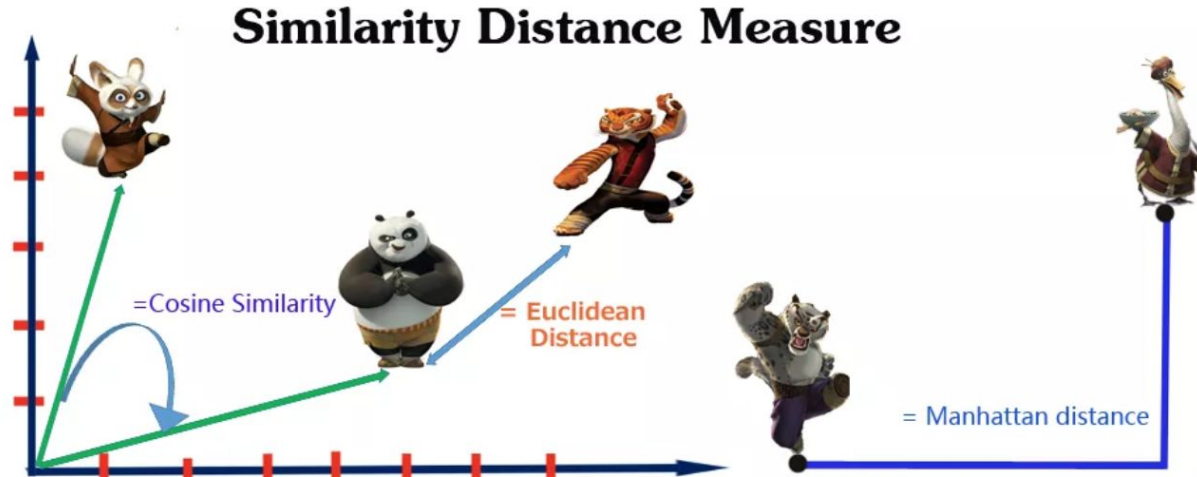 Similarity Distance Measure
=Cosine Similarity
= Euclidean
Distance
= Manhattan distance